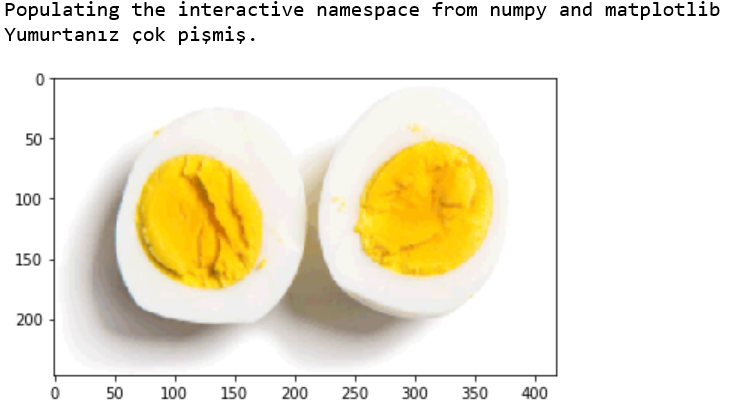 Populating the interactive namespace from numpy and matplotlib
Yumurtanız çok pişmiş.
0
50
100
150
200
0 50 100 150 200 250 300 350 400